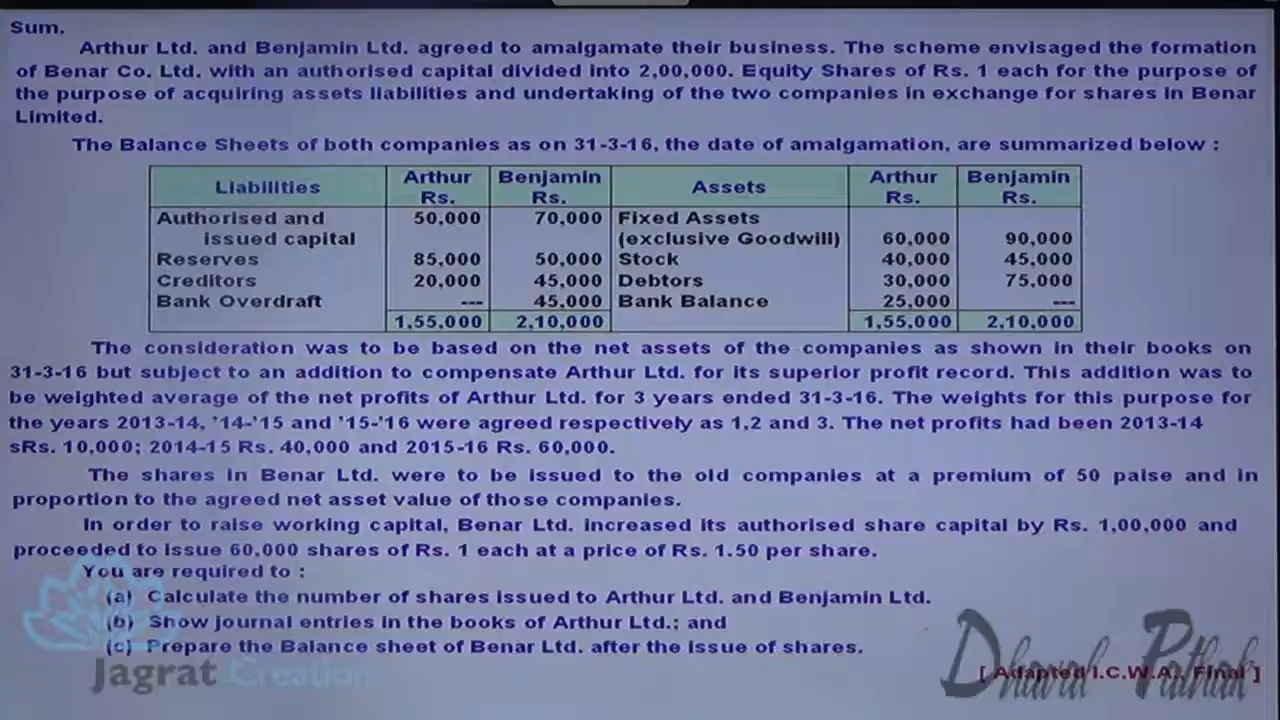 Sum.
Arthur Ltd. and Benjamin Ltd. agreed to amalgamate their business. The scheme envisaged the formation
of Benar Co. Ltd. with an authorised capital divided into 2,00,000. Equity Shares of Rs. 1 each for the purpose of
the purpose of acquiring assets liabilities and undertaking of the two companies in exchange for shares in Benar
Limited.
The Balance Sheets of both companies as on 31-3-16, the date of amalgamation, are summarized below :
Liabilities Arthur Rs. Benjamin Rs. Assets Arthur Rs. Benjamin Rs.
Authorised and 50,000 70,000 Fixed Assets
issued capital (exclusive Goodwill) 60,000 90,000
Reserves 85,000 50,000 Stock 40,000 45,000
Creditors 20,000 45,000 Debtors 30,000 75,000
Bank Overdraft --- 45,000 Bank Balance 25,000 ---
1,55,000 2,10,000 1,55,000 2,10,000
The consideration was to be based on the net assets of the companies as shown in their books on
31-3-16 but subject to an addition to compensate Arthur Ltd. for its superior profit record. This addition was to
be weighted average of the net profits of Arthur Ltd. for 3 years ended 31-3-16. The weights for this purpose for
the years 2013-14, '14-'15 and '15-'16 were agreed respectively as 1,2 and 3. The net profits had been 2013-14
sRs. 10,000; 2014-15 Rs. 40,000 and 2015-16 Rs. 60,000.
The shares in Benar Ltd. were to be issued to the old companies at a premium of 50 paise and in
proportion to the agreed net asset value of those companies.
In order to raise working capital, Benar Ltd. increased its authorised share capital by Rs. 1,00,000 and
proceeded to issue 60,000 shares of Rs. 1 each at a price of Rs. 1.50 per share.
You are required to :
(a) Calculate the number of shares issued to Arthur Ltd. and Benjamin Ltd.
(b) Show journal entries in the books of Arthur Ltd.; and
(c) Prepare the Balance sheet of Benar Ltd. after the issue of shares.
[ Adapted I.C.W.A., Final ]
Jagrat Creation
Dhaval Pathak